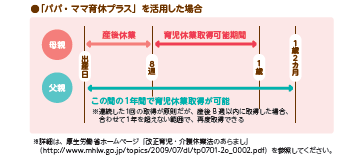 ●「パパ・ママ育休プラス」を活用した場合
母親
産後休業
育児休業取得可能期間
出産日
8週
1歳
1歳2カ月
父親
この間の1年間で育児休業取得が可能
※連続した1回の取得が原則だが、産後8週以内に取得した場合、
合わせて1年を超えない範囲で、再度取得できる
※詳細は、厚生労働省ホームページ「改正育児・介護休業法のあらまし」
(http://www.mhlw.go.jp/topics/2009/07/dl/tp0701-2o_0002.pdf)を参照してください。